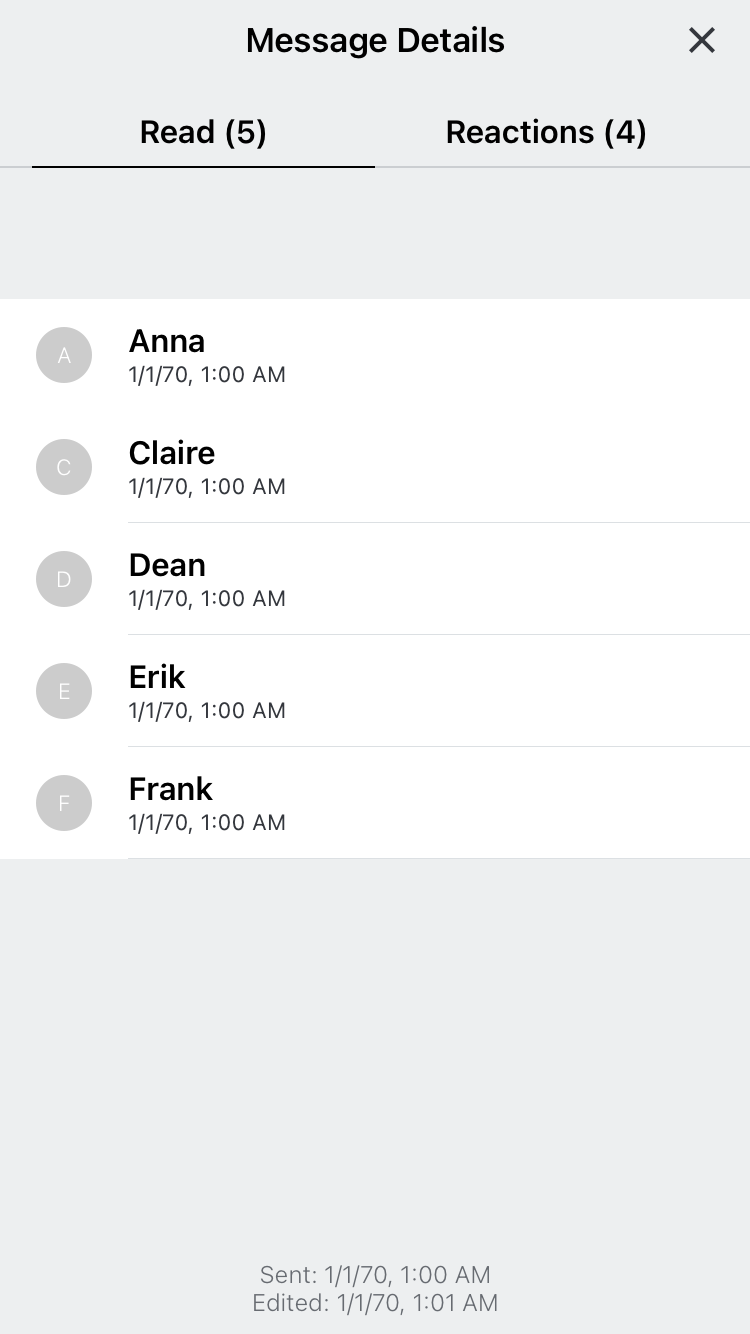 Message Details
Read (5) Reactions (4)
A
Anna
1/1/70, 1:00 AM
C
Claire
1/1/70, 1:00 AM
D
Dean
1/1/70, 1:00 AM
E
Erik
1/1/70, 1:00 AM
F
Frank
1/1/70, 1:00 AM
Sent: 1/1/70, 1:00 AM
Edited: 1/1/70, 1:01 AM